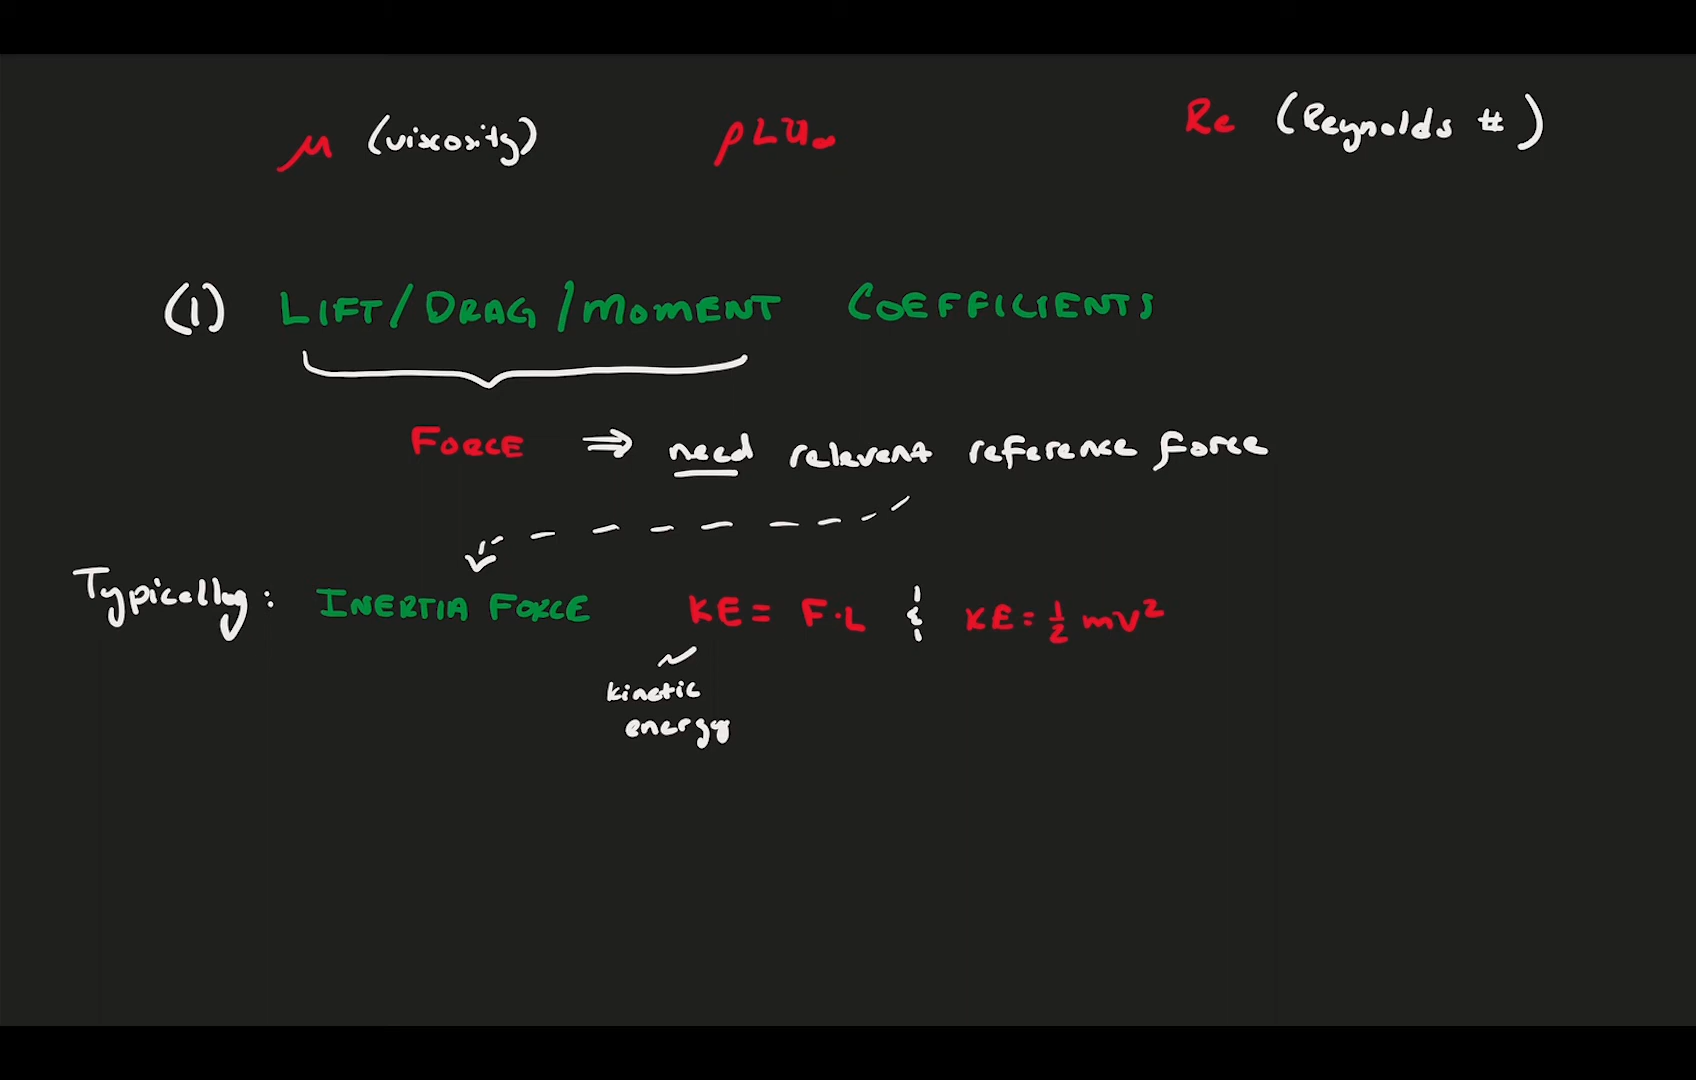 μ (viscosity) ρLU∞ Re (Reynolds #)
(1) LIFT/DRAG/MOMENT COEFFICIENTS
FORCE ⇒ need relevent reference force
Typically: INERTIA FORCE KE = F·L & KE = 1/2 mv²
kinetic
energy